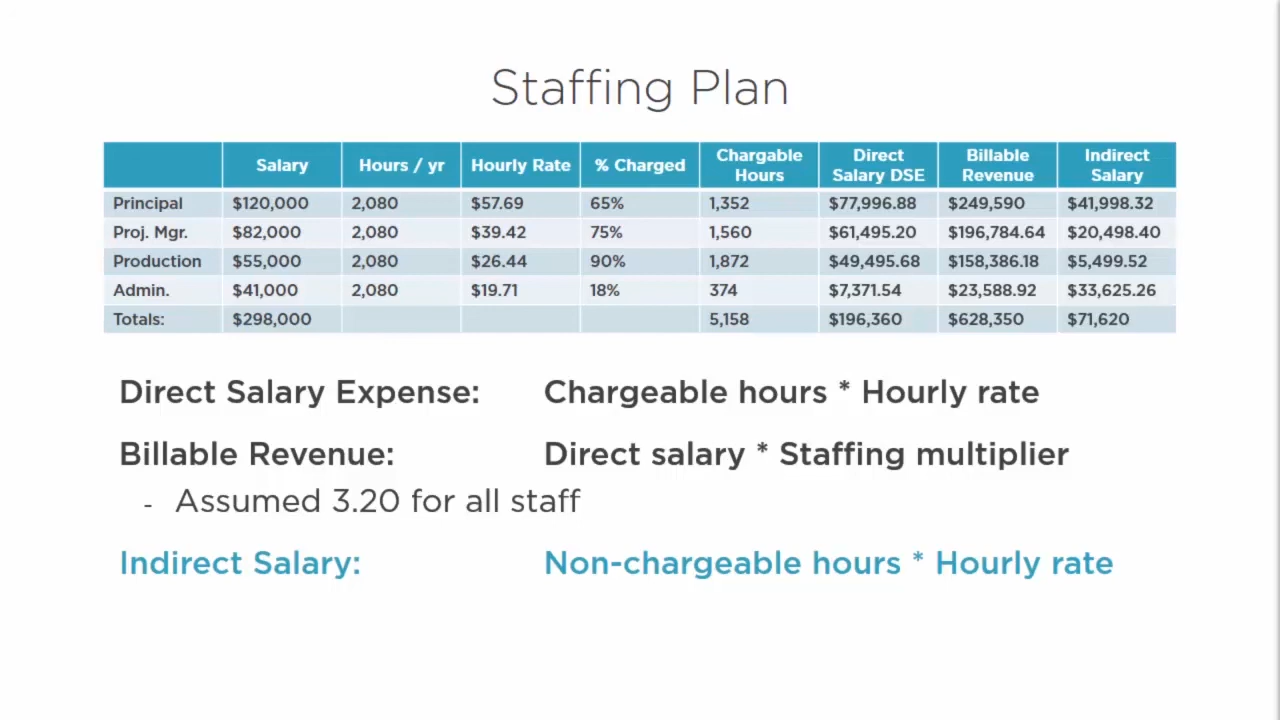 Staffing Plan
Salary Hours / yr Hourly Rate % Charged Chargable Hours Direct Salary DSE Billable Revenue Indirect Salary
Principal $120,000 2,080 $57.69 65% 1,352 $77,996.88 $249,590 $41,998.32
Proj. Mgr. $82,000 2,080 $39.42 75% 1,560 $61,495.20 $196,784.64 $20,498.40
Production $55,000 2,080 $26.44 90% 1,872 $49,495.68 $158,386.18 $5,499.52
Admin. $41,000 2,080 $19.71 18% 374 $7,371.54 $23,588.92 $33,625.26
Totals: $298,000 5,158 $196,360 $628,350 $71,620
Direct Salary Expense: Chargeable hours * Hourly rate
Billable Revenue: Direct salary * Staffing multiplier
- Assumed 3.20 for all staff
Indirect Salary: Non-chargeable hours * Hourly rate